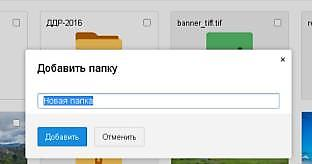 ДДР-2016 banner_tiff.tif
Добавить папку
Новая папка
Добавить Отменить